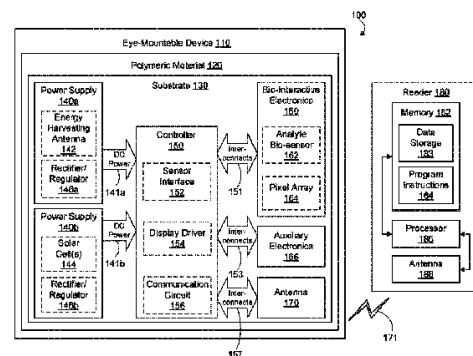 100
Eye-Mountable Device 110
Polymeric Material 120
Substrate 130
Power Supply
140a
Energy
Harvesting
Antenna
142
Rectifier/
Regulator
146a
DC
Power
141a
Power Supply
140b
Solar
Cell(s)
144
Rectifier/
Regulator
146b
DC
Power
141b
Controller
150
Sensor
Interface
152
Display Driver
154
Communication
Circuit
156
Inter-
connects
151
Inter-
connects
153
Inter-
connects
157
Bio-Interactive
Electronics
160
Analyte
Bio-sensor
162
Pixel Array
164
Auxiliary
Electronics
166
Antenna
170
171
Reader 180
Memory 182
Data
Storage
183
Program
Instructions
184
Processor
186
Antenna
188